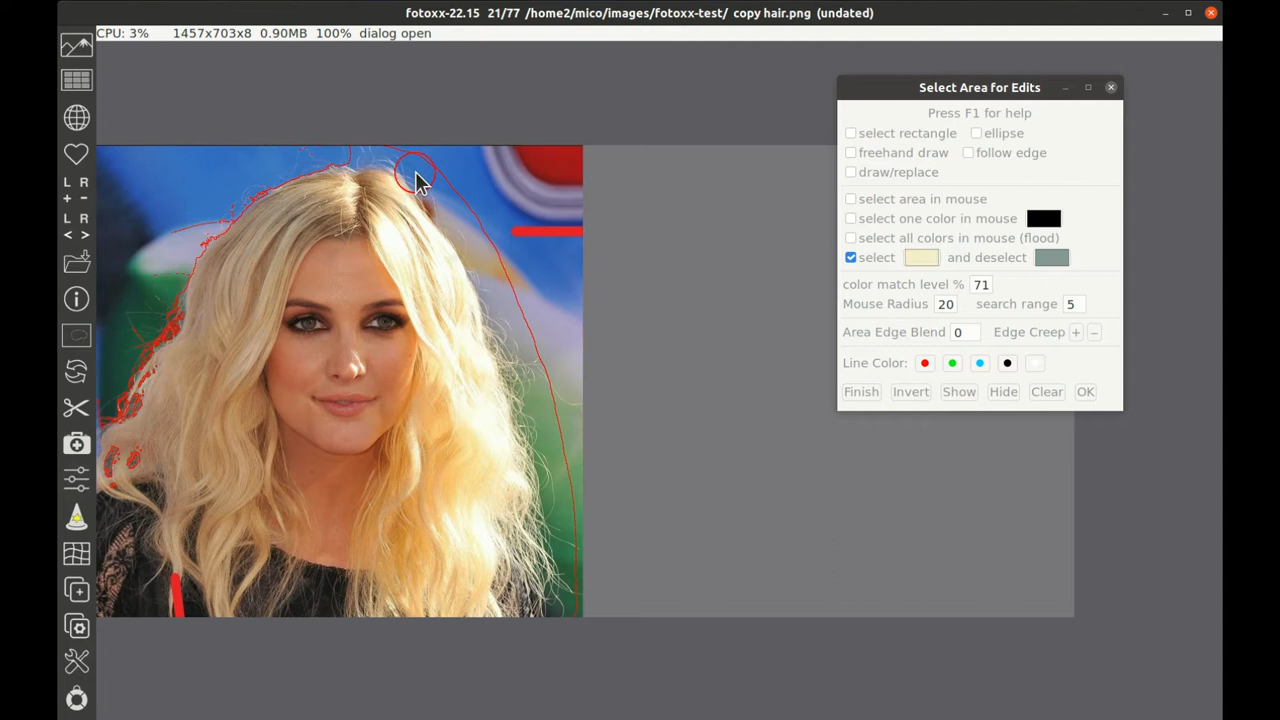 fotoxx-22.15 21/77 /home2/mico/images/fotoxx-test/ copy hair.png (undated)
CPU: 3% 1457x703x8 0.90MB 100% dialog open
L R
+ -
L R
< >
Select Area for Edits
Press F1 for help
select rectangle ellipse
freehand draw follow edge
draw/replace
select area in mouse
select one color in mouse
select all colors in mouse (flood)
select and deselect
color match level % 71
Mouse Radius 20 search range 5
Area Edge Blend 0 Edge Creep + −
Line Color:
Finish Invert Show Hide Clear OK